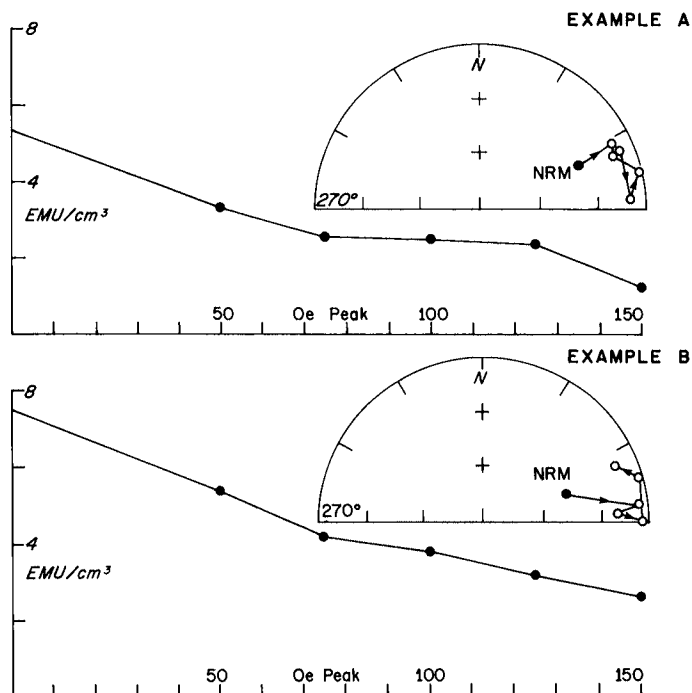 EXAMPLE A
8
N
NRM
4
270°
EMU/cm³
50 Oe Peak 100 150
EXAMPLE B
8
N
NRM
270°
4
EMU/cm³
50 Oe Peak 100 150